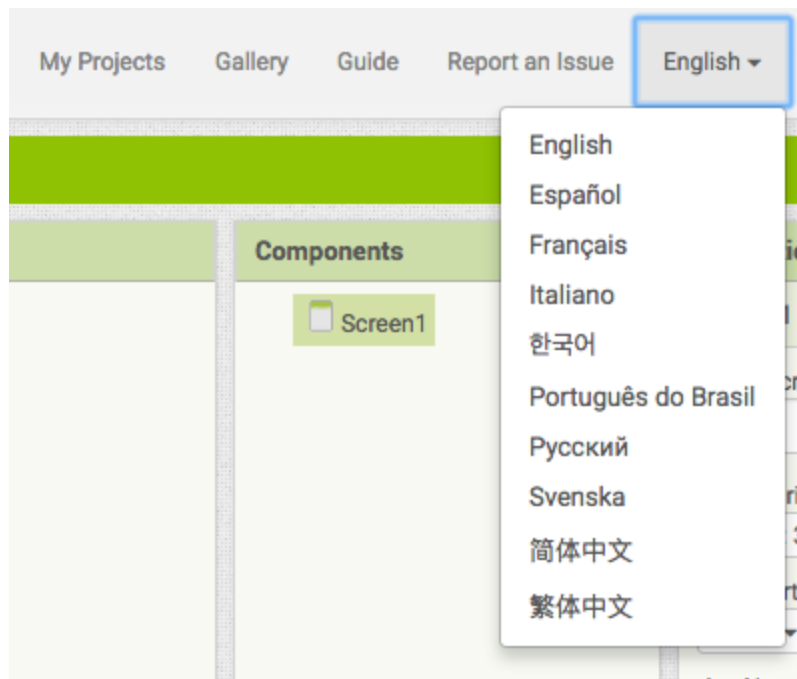 My Projects Gallery Guide Report an Issue English
English
Español
Français
Components
Italiano
Screen1
한국어
Português do Brasil
Русский
Svenska
简体中文
繁体中文